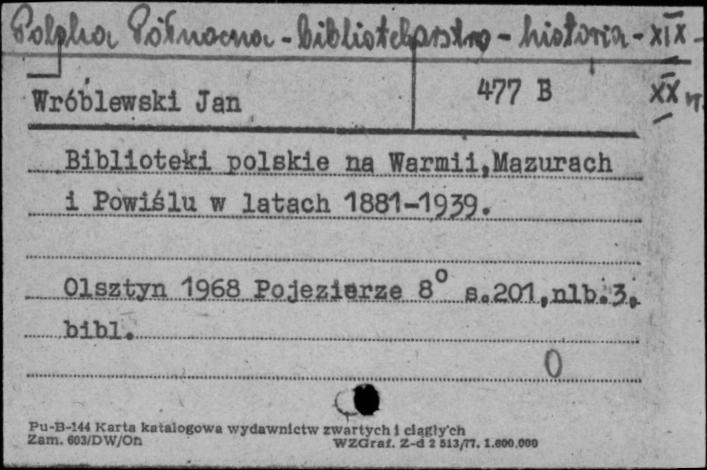 Polska Północna - bibliotekarstwo - historia - XIX -
XX w.
Wróblewski Jan
477 B
Biblioteki polskie na Warmii,Mazurach
i Powiślu w latach 1881-1939.
Olsztyn 1968 Pojezierze 8° s.201,nlb.3,
bibl.
0
Pu-B-144 Karta katalogowa wydawnictw zwartych i ciągłych
Zam. 603/DW/On WZGraf. Z-d 2 513/77. 1.600.000